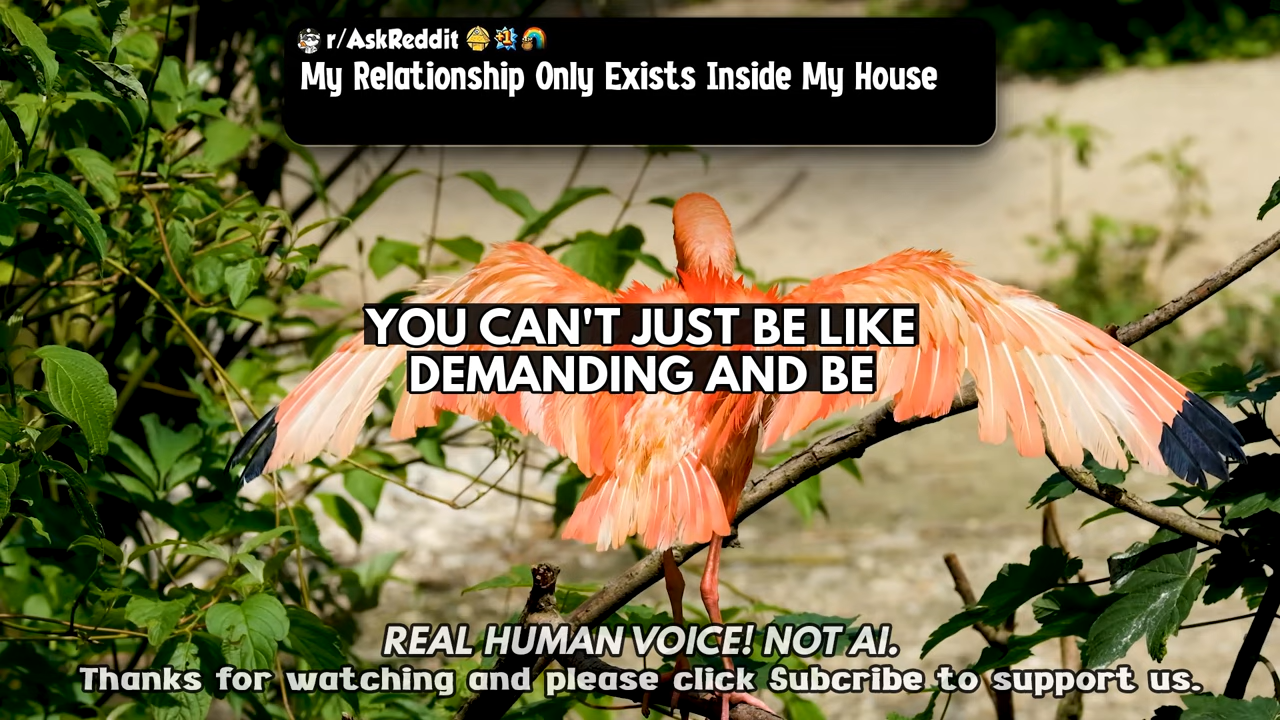 r/AskReddit
My Relationship Only Exists Inside My House
YOU CAN'T JUST BE LIKE
DEMANDING AND BE
REAL HUMAN VOICE! NOT AI.
Thanks for watching and please click Subcribe to support us.